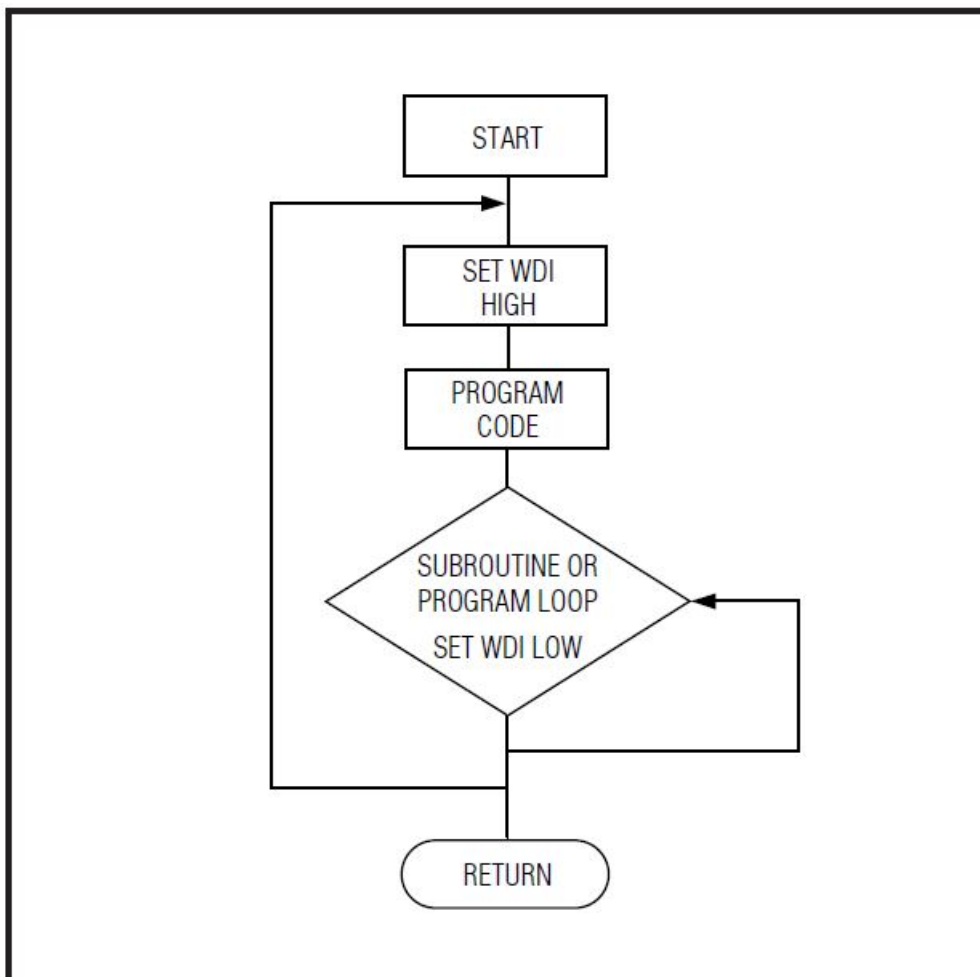 START
SET WDI
HIGH
PROGRAM
CODE
SUBROUTINE OR
PROGRAM LOOP
SET WDI LOW
RETURN